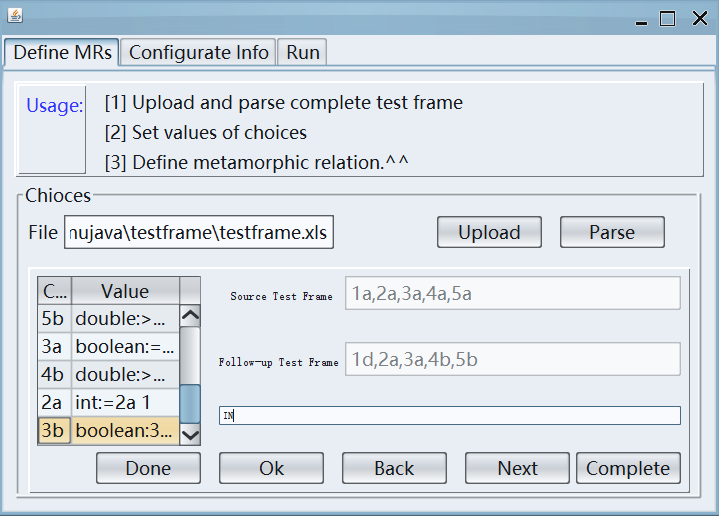 Define MRs Configurate Info Run
Usage: [1] Upload and parse complete test frame
[2] Set values of choices
[3] Define metamorphic relation.^^
Chioces
File nujava\testframe\testframe.xls Upload Parse
C... Value
5b double:>...
3a boolean:=...
4b double:>...
2a int:=2a 1
3b boolean:3...
Source Test Frame 1a,2a,3a,4a,5a
Follow-up Test Frame 1d,2a,3a,4b,5b
IN
Done Ok Back Next Complete